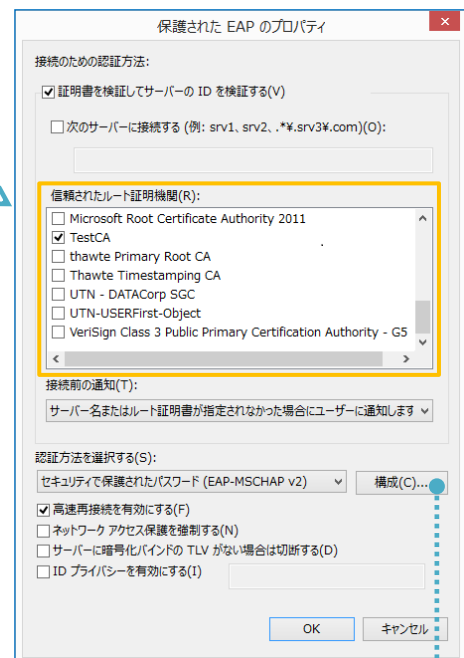 保護された EAP のプロパティ
×
接続のための認証方法:
証明書を検証してサーバーの ID を検証する(V)
次のサーバーに接続する (例: srv1、srv2、.*¥.srv3¥.com)(O):
信頼されたルート証明機関(R):
Microsoft Root Certificate Authority 2011
TestCA
thawte Primary Root CA
Thawte Timestamping CA
UTN - DATACorp SGC
UTN-USERFirst-Object
VeriSign Class 3 Public Primary Certification Authority - G5
接続前の通知(T):
サーバー名またはルート証明書が指定されなかった場合にユーザーに通知します
認証方法を選択する(S):
セキュリティで保護されたパスワード (EAP-MSCHAP v2)
構成(C)...
高速再接続を有効にする(F)
ネットワーク アクセス保護を強制する(N)
サーバーに暗号化バインドの TLV がない場合は切断する(D)
ID プライバシーを有効にする(I)
OK
キャンセル